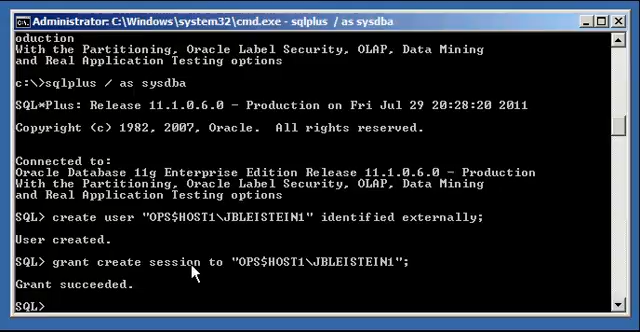 Administrator: C:\Windows\system32\cmd.exe - sqlplus / as sysdba
oduction
With the Partitioning, Oracle Label Security, OLAP, Data Mining
and Real Application Testing options
c:\>sqlplus / as sysdba
SQL*Plus: Release 11.1.0.6.0 - Production on Fri Jul 29 20:28:20 2011
Copyright (c) 1982, 2007, Oracle.  All rights reserved.
Connected to:
Oracle Database 11g Enterprise Edition Release 11.1.0.6.0 - Production
With the Partitioning, Oracle Label Security, OLAP, Data Mining
and Real Application Testing options
SQL> create user "OPS$HOST1\JBLEISTEIN1" identified externally;
User created.
SQL> grant create session to "OPS$HOST1\JBLEISTEIN1";
Grant succeeded.
SQL>